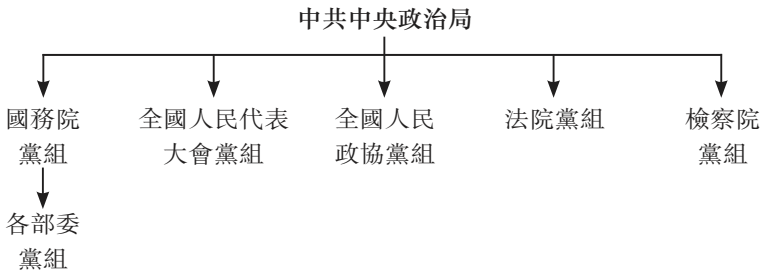 中共中央政治局
國務院
黨組
全國人民代表
大會黨組
全國人民
政協黨組
法院黨組
檢察院
黨組
各部委
黨組